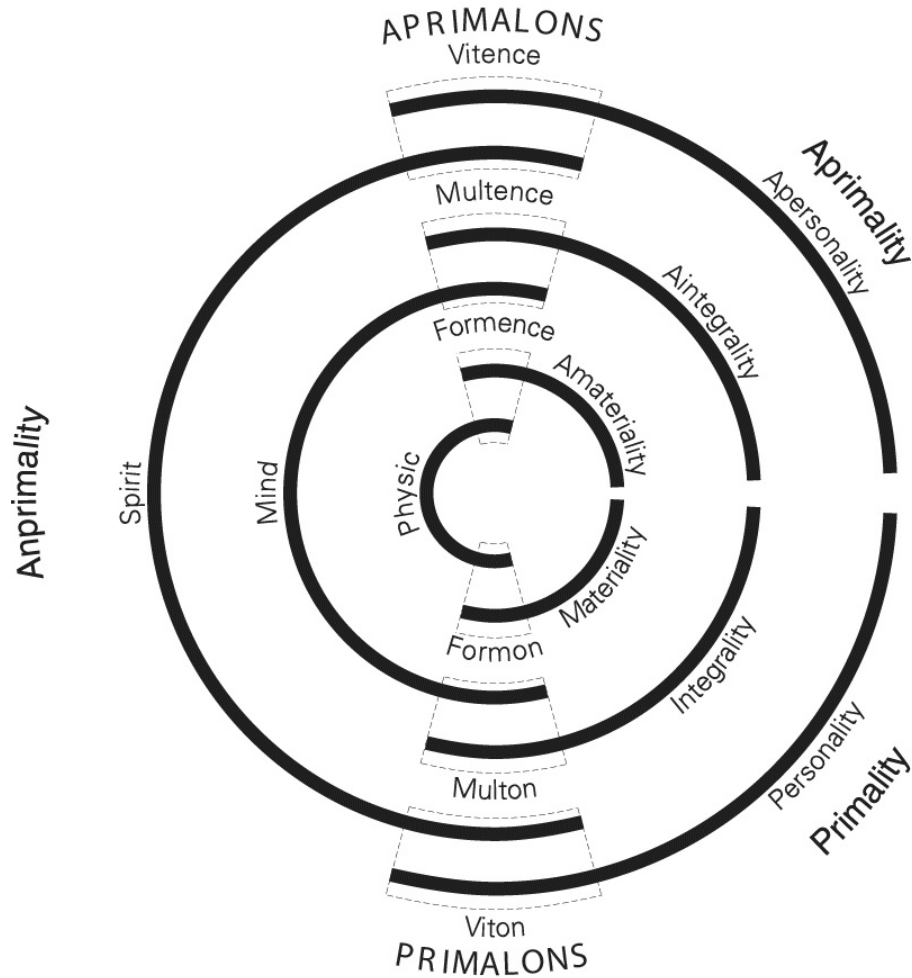 APRIMALONS
Vitence
Aprimality
Apersonality
Multence
Aintegrality
Formence
Amateriality
Anprimality
Spirit
Mind
Physic
Materiality
Formon
Integrality
Multon
Personality
Primality
Viton
PRIMALONS